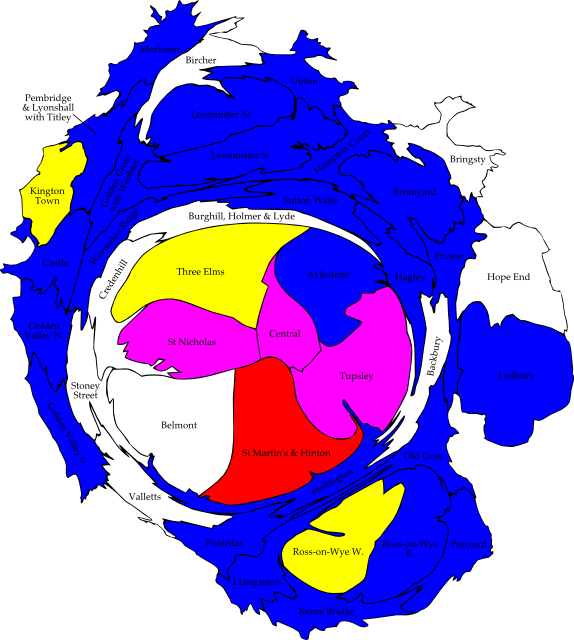 Mortimer
Bircher
Upton
Pembridge
& Lyonshall
with Titley
Leominster N.
Leominster S.
Hampton Court
Bringsty
Golden Cross
with Weobley
Kington
Town
Bromyard
Sutton Walls
Burghill, Holmer & Lyde
Wormsley Ridge
Castle
Frome
Credenhill
Three Elms
Aylestone
Hagley
Hope End
Golden
Valley N.
St Nicholas
Central
Backbury
Tupsley
Ledbury
Stoney
Street
Belmont
Golden Valley S.
St Martin's & Hinton
Old Gore
Hollington
Valletts
Pontrilas
Ross-on-Wye W.
Ross-on-Wye
E.
Penyard
Llangarron
Kerne Bridge